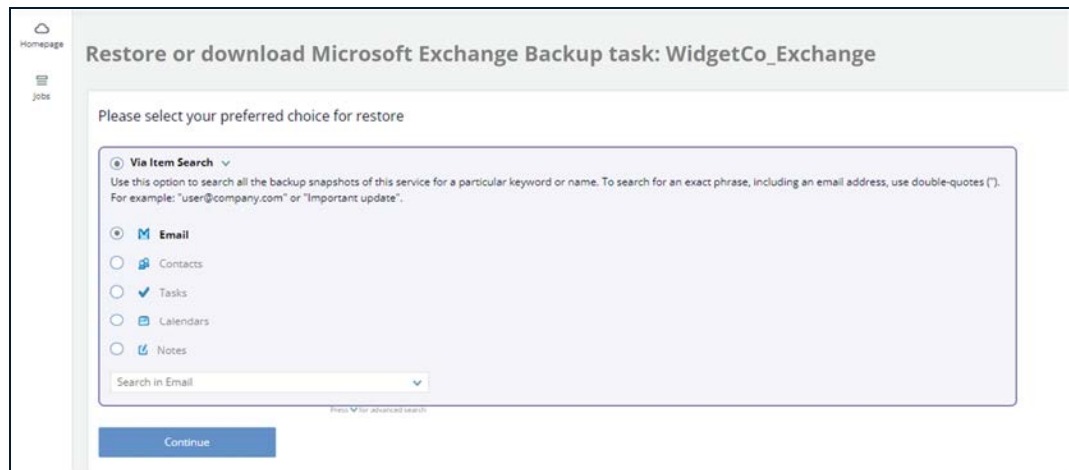 Homepage
Jobs
Restore or download Microsoft Exchange Backup task: WidgetCo_Exchange
Please select your preferred choice for restore
Via Item Search
Use this option to search all the backup snapshots of this service for a particular keyword or name. To search for an exact phrase, including an email address, use double-quotes (").
For example: "user@company.com" or "Important update".
Email
Contacts
Tasks
Calendars
Notes
Search in Email
Press for advanced search
Continue